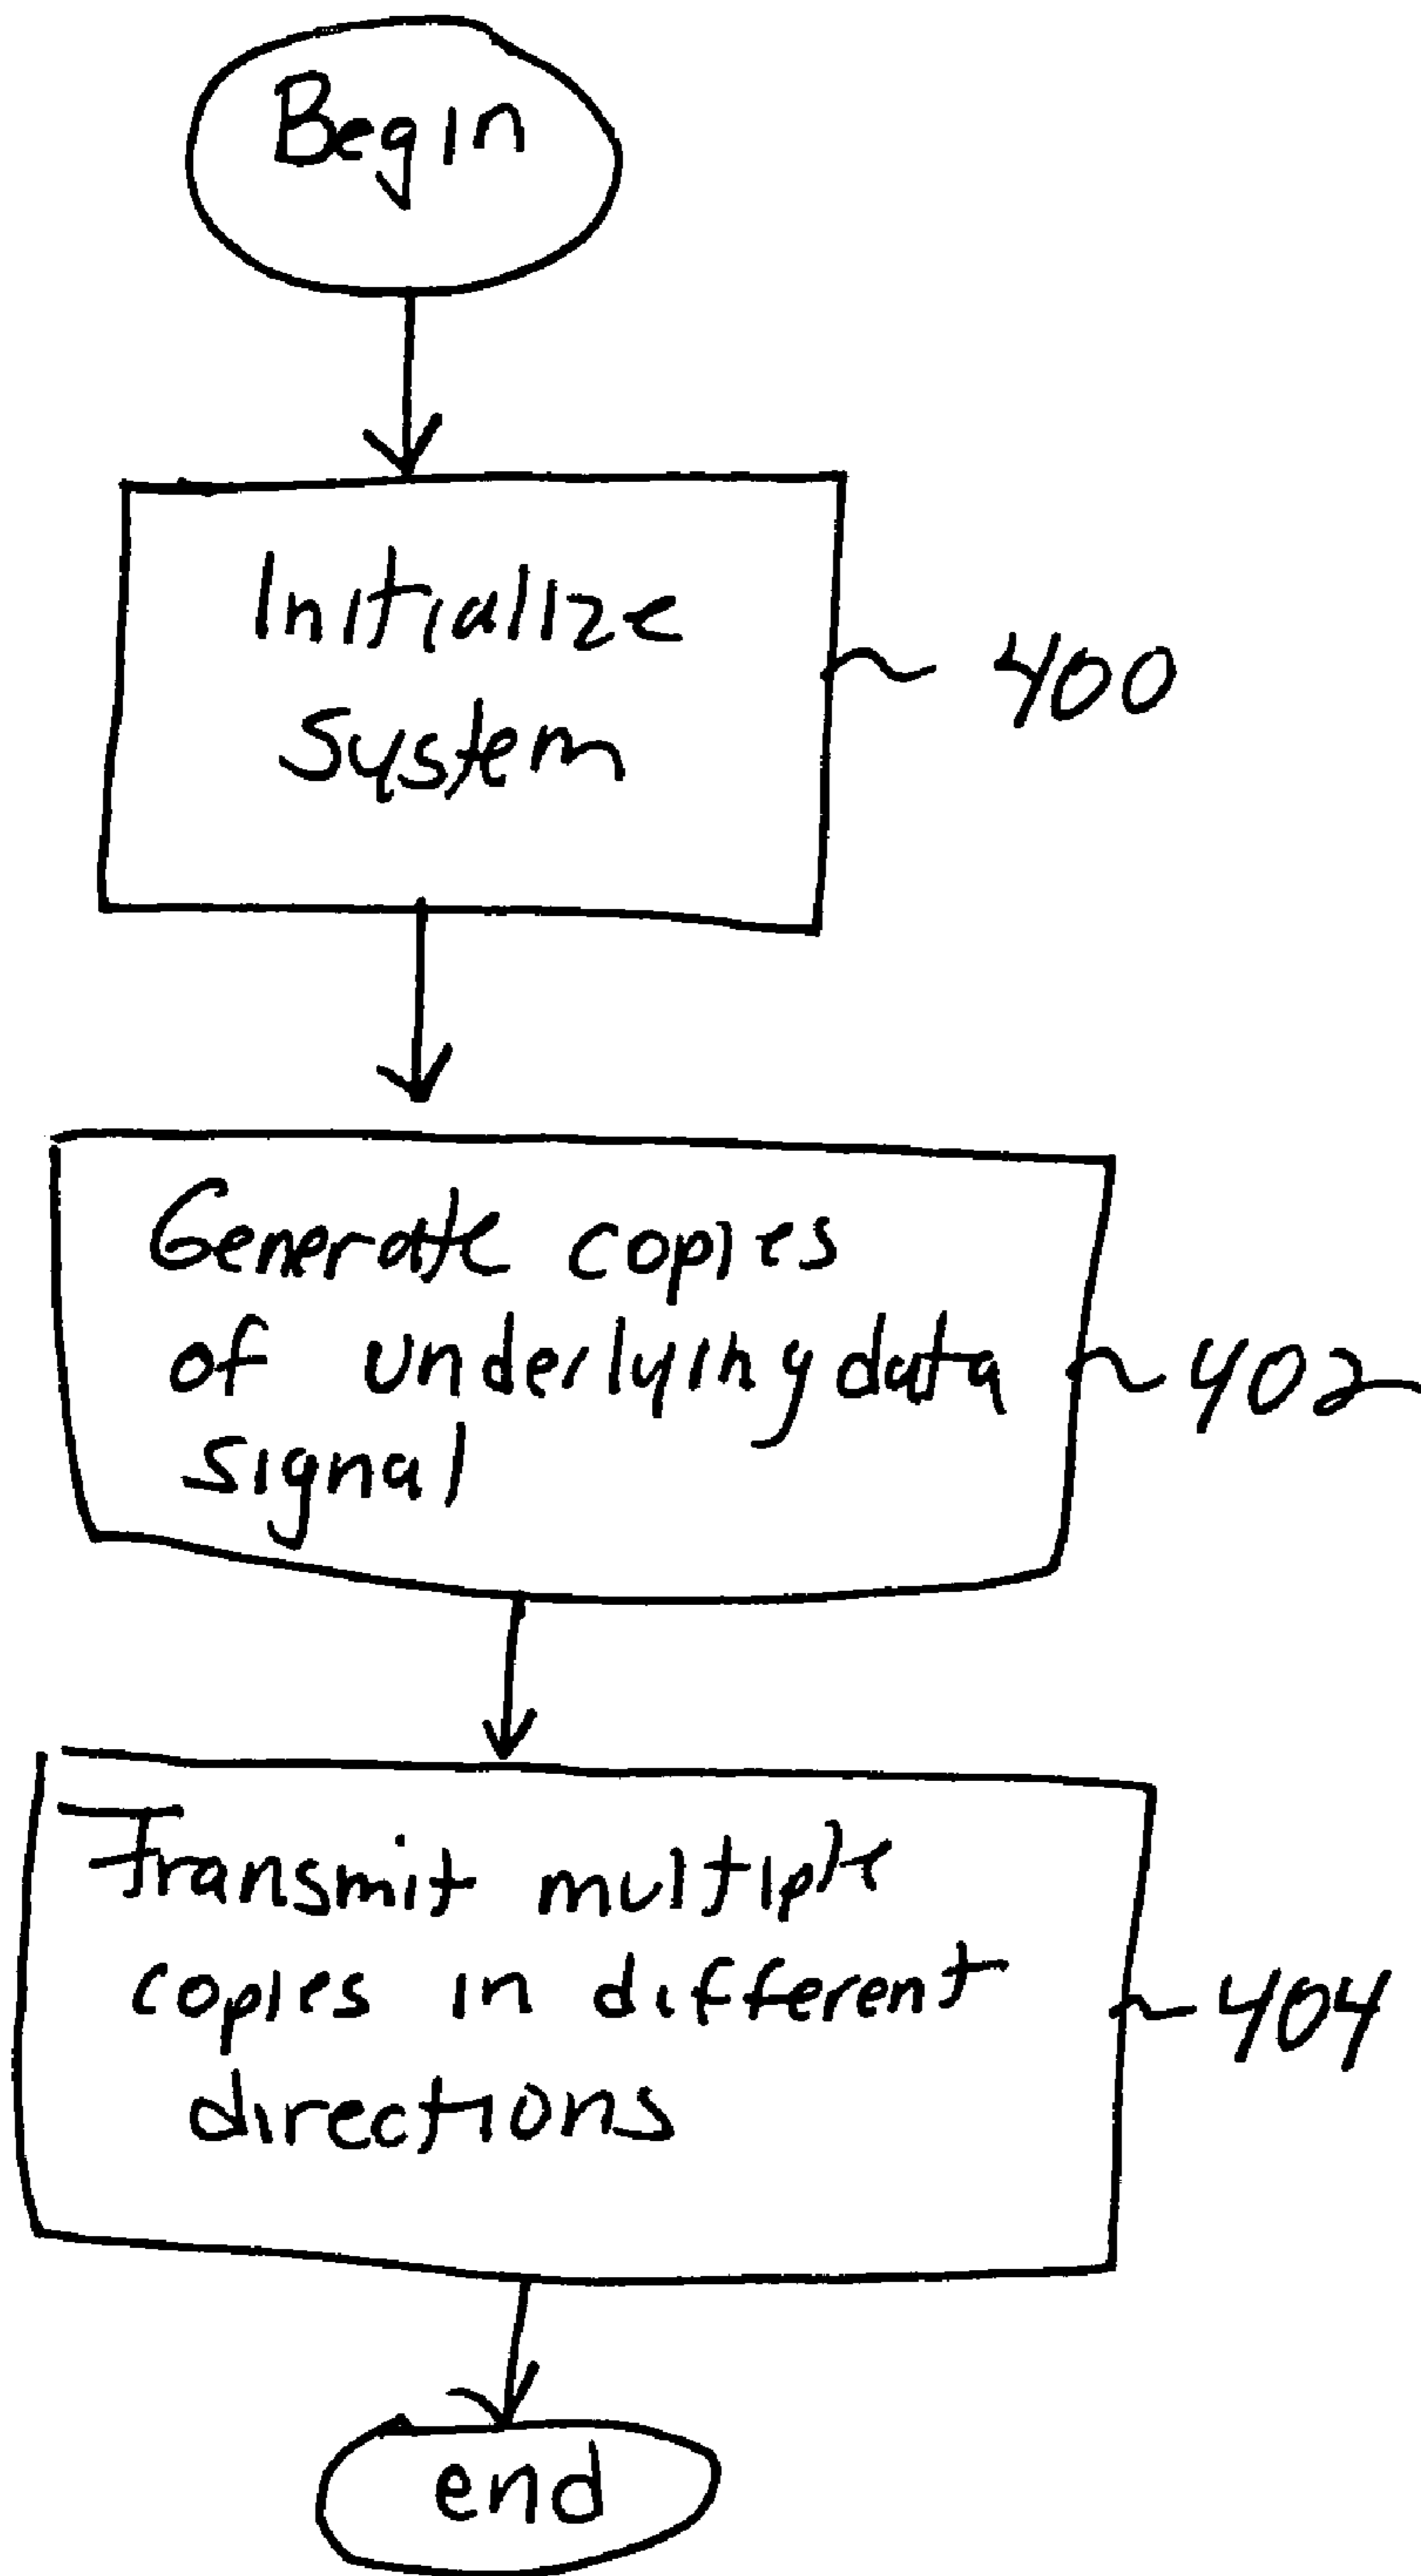 Begin
Initialize
System
400
Generate copies
of underlying data
signal
402
Transmit multiple
copies in different
directions
404
end